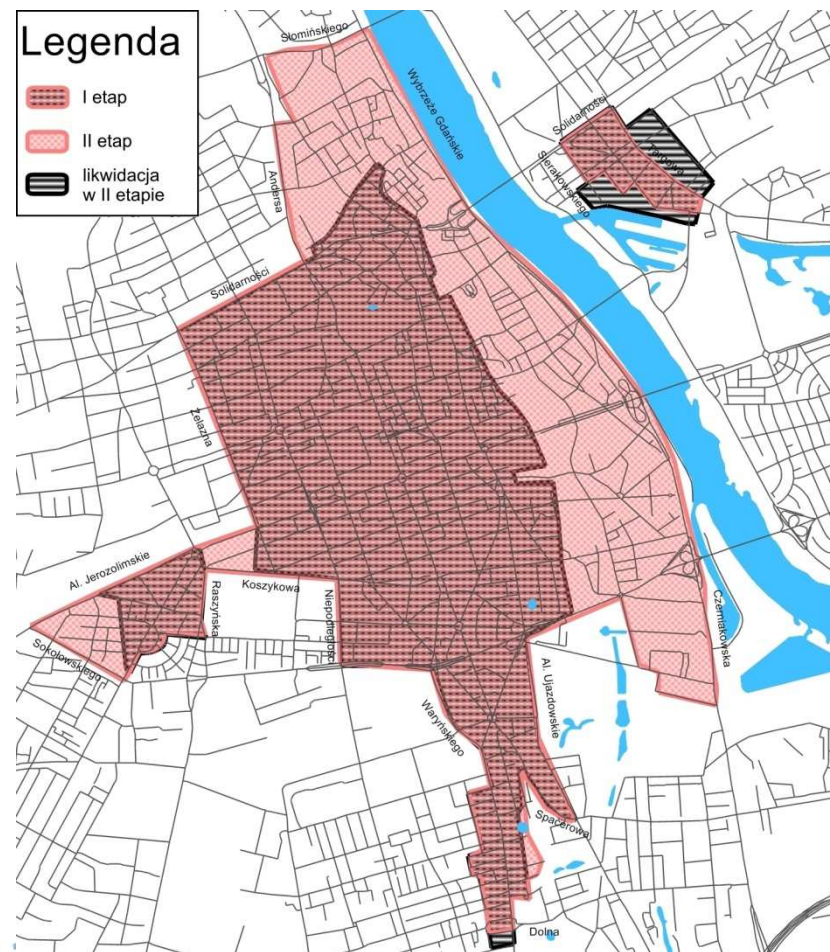 Legenda
I etap
II etap
likwidacja
w II etapie
Słomińskiego
Wybrzeże Gdańskie
Solidarności
Targowa
Sierakowskiego
Andersa
Solidarności
Żelazna
Al. Jerozolimskie
Koszykowa
Raszyńska
Niepodległości
Sokołowskiego
Czerniakowska
Al. Ujazdowskie
Waryńskiego
Spacerowa
Dolna